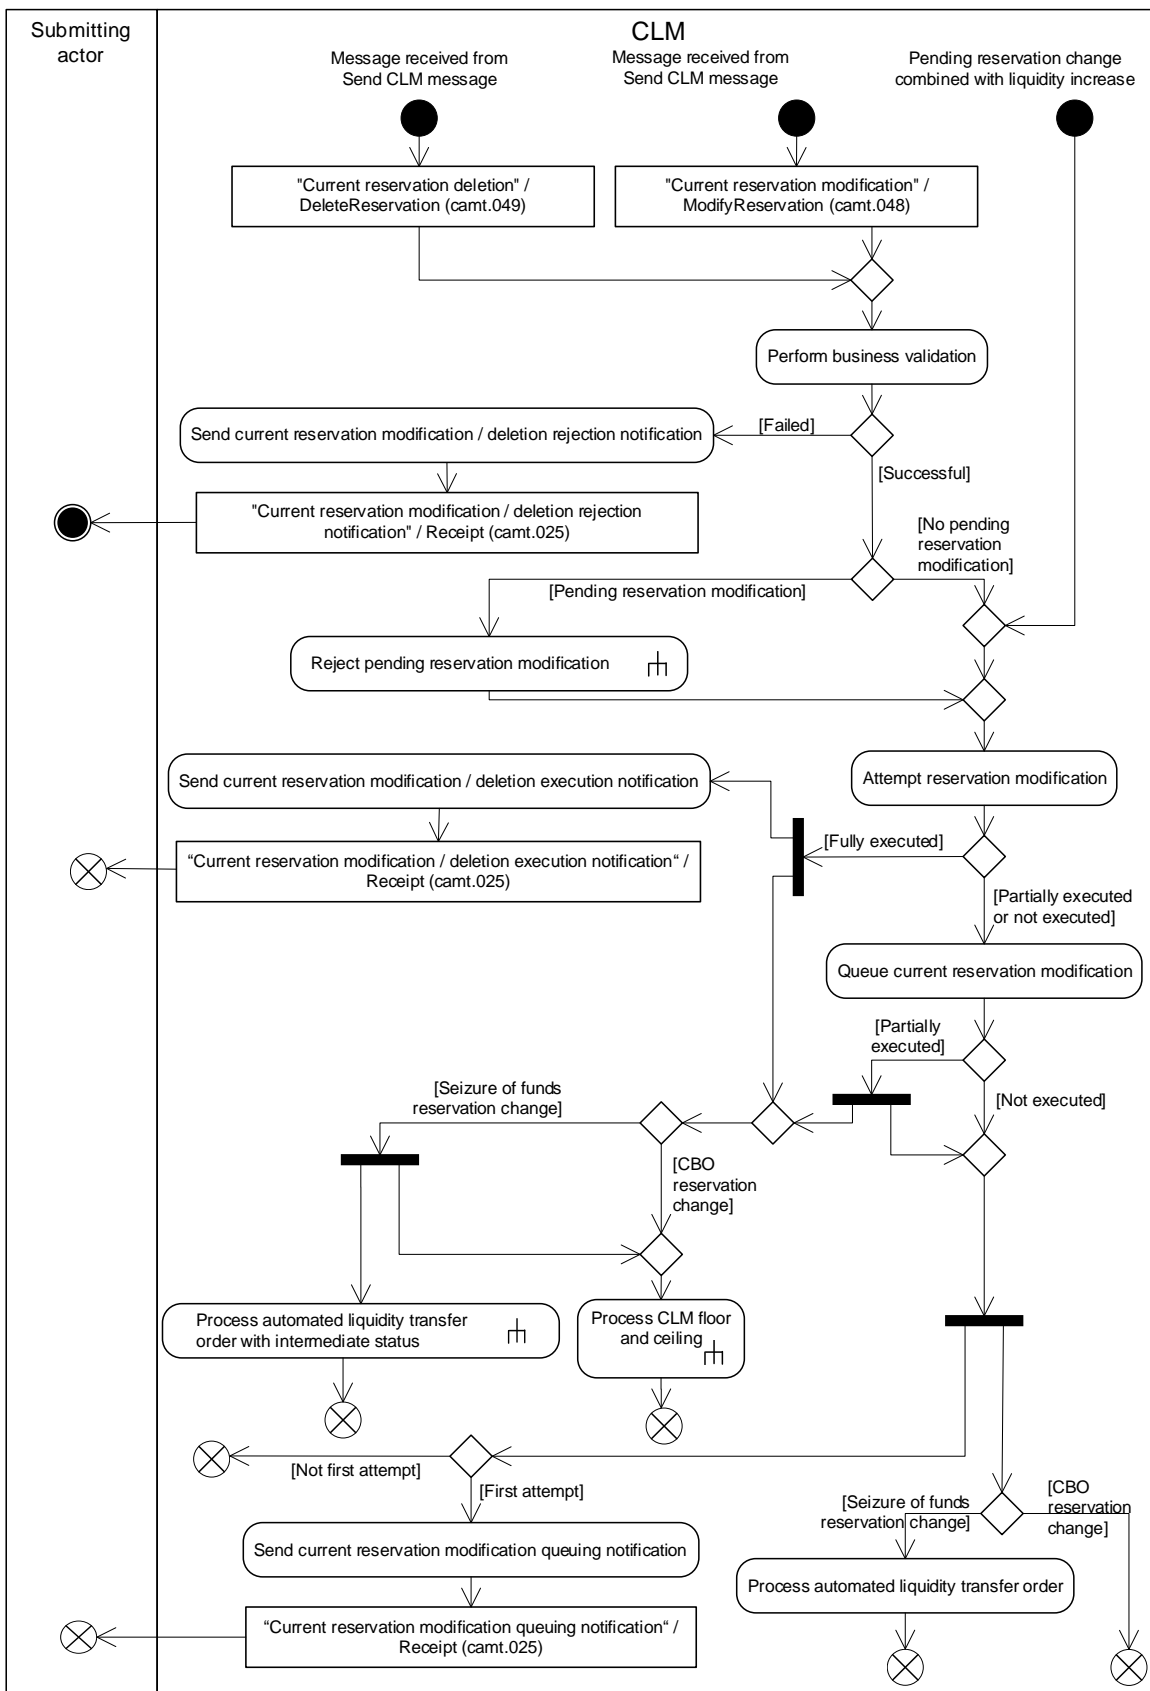 Submitting
actor
CLM
Message received from
Send CLM message
Message received from
Send CLM message
Pending reservation change
combined with liquidity increase
"Current reservation deletion" /
DeleteReservation (camt.049)
"Current reservation modification" /
ModifyReservation (camt.048)
Perform business validation
Send current reservation modification / deletion rejection notification
[Failed]
[Successful]
"Current reservation modification / deletion rejection
notification" / Receipt (camt.025)
[No pending
reservation
modification]
[Pending reservation modification]
Reject pending reservation modification
Send current reservation modification / deletion execution notification
Attempt reservation modification
“Current reservation modification / deletion execution notification“ /
Receipt (camt.025)
[Fully executed]
[Partially executed
or not executed]
Queue current reservation modification
[Partially
executed]
[Seizure of funds
reservation change]
[Not executed]
[CBO
reservation
change]
Process automated liquidity transfer
order with intermediate status
Process CLM floor
and ceiling
[Not first attempt]
[First attempt]
[Seizure of funds
reservation change]
[CBO
reservation
change]
Send current reservation modification queuing notification
Process automated liquidity transfer order
“Current reservation modification queuing notification“ /
Receipt (camt.025)